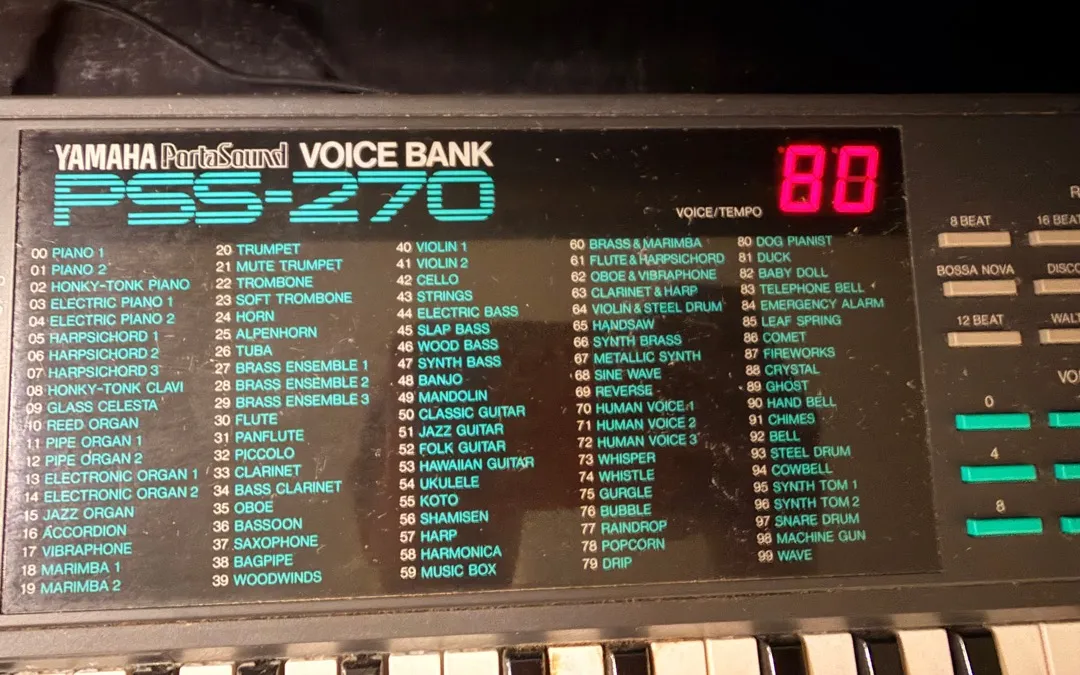 YAMAHA PortaSound VOICE BANK
PSS-270
VOICE/TEMPO
80
00 PIANO 1
01 PIANO 2
02 HONKY-TONK PIANO
03 ELECTRIC PIANO 1
04 ELECTRIC PIANO 2
05 HARPSICHORD 1
06 HARPSICHORD 2
07 HARPSICHORD 3
08 HONKY-TONK CLAVI
09 GLASS CELESTA
10 REED ORGAN
11 PIPE ORGAN 1
12 PIPE ORGAN 2
13 ELECTRONIC ORGAN 1
14 ELECTRONIC ORGAN 2
15 JAZZ ORGAN
16 ACCORDION
17 VIBRAPHONE
18 MARIMBA 1
19 MARIMBA 2
20 TRUMPET
21 MUTE TRUMPET
22 TROMBONE
23 SOFT TROMBONE
24 HORN
25 ALPENHORN
26 TUBA
27 BRASS ENSEMBLE 1
28 BRASS ENSEMBLE 2
29 BRASS ENSEMBLE 3
30 FLUTE
31 PANFLUTE
32 PICCOLO
33 CLARINET
34 BASS CLARINET
35 OBOE
36 BASSOON
37 SAXOPHONE
38 BAGPIPE
39 WOODWINDS
40 VIOLIN 1
41 VIOLIN 2
42 CELLO
43 STRINGS
44 ELECTRIC BASS
45 SLAP BASS
46 WOOD BASS
47 SYNTH BASS
48 BANJO
49 MANDOLIN
50 CLASSIC GUITAR
51 JAZZ GUITAR
52 FOLK GUITAR
53 HAWAIIAN GUITAR
54 UKULELE
55 KOTO
56 SHAMISEN
57 HARP
58 HARMONICA
59 MUSIC BOX
60 BRASS & MARIMBA
61 FLUTE & HARPSICHORD
62 OBOE & VIBRAPHONE
63 CLARINET & HARP
64 VIOLIN & STEEL DRUM
65 HANDSAW
66 SYNTH BRASS
67 METALLIC SYNTH
68 SINE WAVE
69 REVERSE
70 HUMAN VOICE 1
71 HUMAN VOICE 2
72 HUMAN VOICE 3
73 WHISPER
74 WHISTLE
75 GURGLE
76 BUBBLE
77 RAINDROP
78 POPCORN
79 DRIP
80 DOG PIANIST
81 DUCK
82 BABY DOLL
83 TELEPHONE BELL
84 EMERGENCY ALARM
85 LEAF SPRING
86 COMET
87 FIREWORKS
88 CRYSTAL
89 GHOST
90 HAND BELL
91 CHIMES
92 BELL
93 STEEL DRUM
94 COWBELL
95 SYNTH TOM 1
96 SYNTH TOM 2
97 SNARE DRUM
98 MACHINE GUN
99 WAVE
R
8 BEAT 16 BEAT
BOSSA NOVA DISCO
12 BEAT WALT
VO
0
4
8